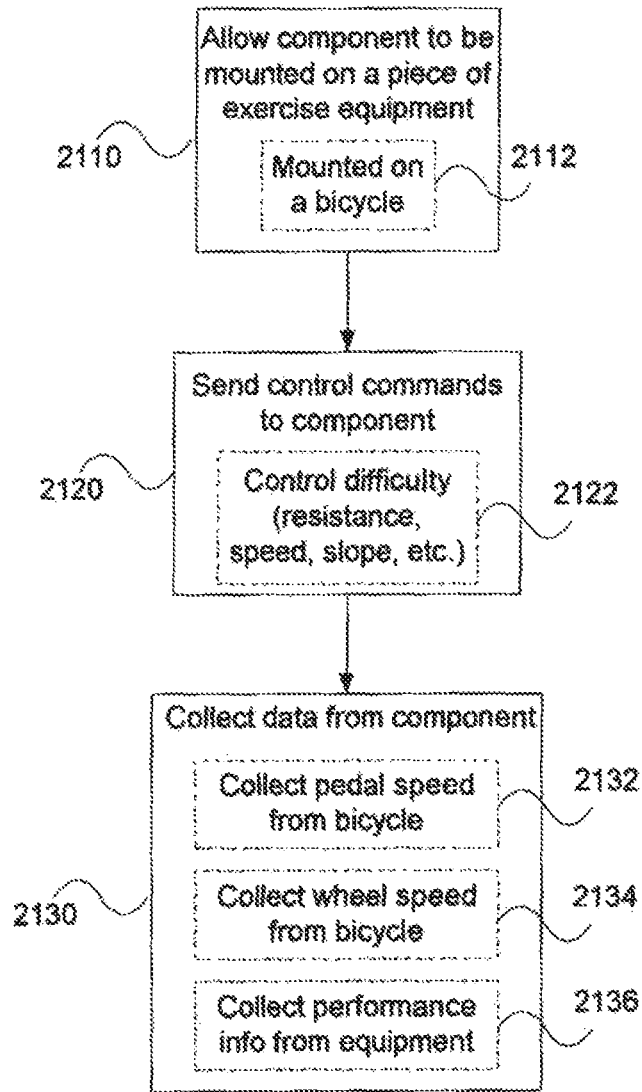 Allow component to be
mounted on a piece of
exercise equipment
2110
2112
Mounted on
a bicycle
Send control commands
to component
2120
Control difficulty
(resistance,
speed, slope, etc.)
2122
Collect data from component
Collect pedal speed
from bicycle
2132
Collect wheel speed
from bicycle
2134
2130
Collect performance
info from equipment
2136